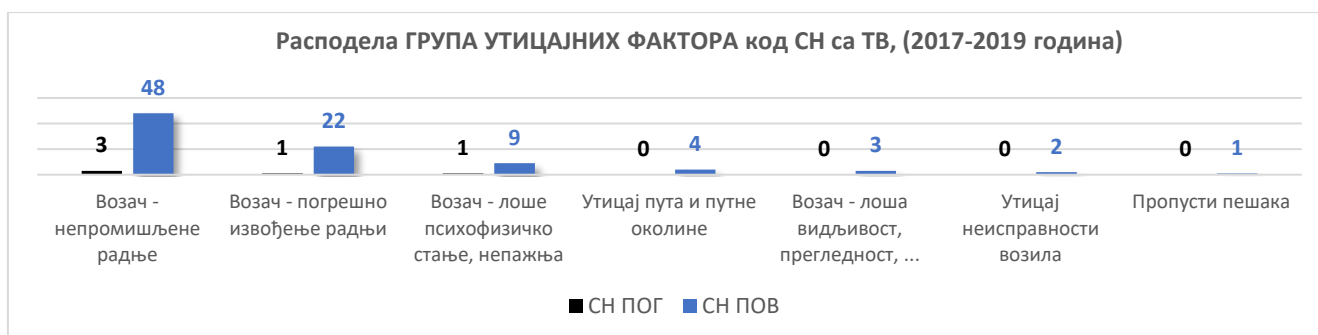 Расподела ГРУПА УТИЦАЈНИХ ФАКТОРА код СН са ТВ, (2017-2019 година)
3 48 1 22 1 9 0 4 0 3 0 2 0 1
Возач -
непромишљене
радње
Возач - погрешно
извођење радњи
Возач - лоше
психофизичко
стање, непажња
Утицај пута и путне
околине
Возач - лоша
видљивост,
прегледност, ...
Утицај
неисправности
возила
Пропусти пешака
СН ПОГ СН ПОВ